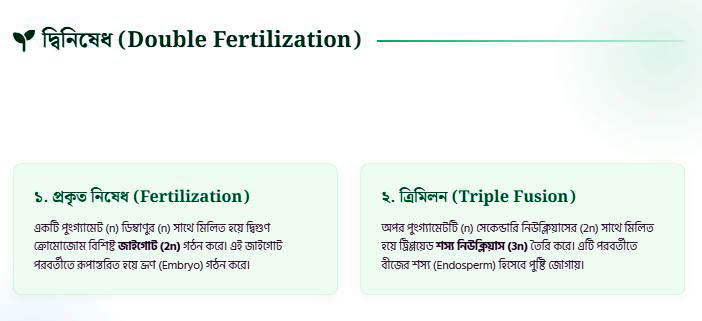 দ্বিনিষেধ (Double Fertilization)
১. প্রকৃত নিষেধ (Fertilization)
একটি পুংগ্যামেট (n) ডিম্বাণুর (n) সাথে মিলিত হয়ে দ্বিগুণ
ক্রোমোজোম বিশিষ্ট জাইগোট (2n) গঠন করে। এই জাইগোট
পরবর্তীতে রূপান্তরিত হয়ে ভ্রূণ (Embryo) গঠন করে।
২. ত্রিমিলন (Triple Fusion)
অপর পুংগ্যামেটটি (n) সেকেন্ডারি নিউক্লিয়াসের (2n) সাথে মিলিত
হয়ে ট্রিপ্লয়েড শস্য নিউক্লিয়াস (3n) তৈরি করে। এটি পরবর্তীতে
বীজের শস্য (Endosperm) হিসেবে পুষ্টি জোগায়।